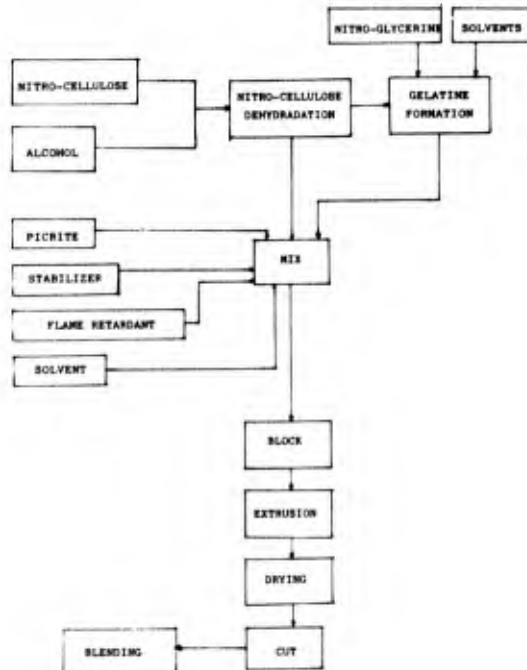 NITRO-GLYCERINE
SOLVENTS
NITRO-CELLULOSE
NITRO-CELLULOSE
DEHYDRADATION
GELATINE
FORMATION
ALCOHOL
PICRITE
MIX
STABILIZER
FLAME RETARDANT
SOLVENT
BLOCK
EXTRUSION
DRYING
BLENDING
CUT